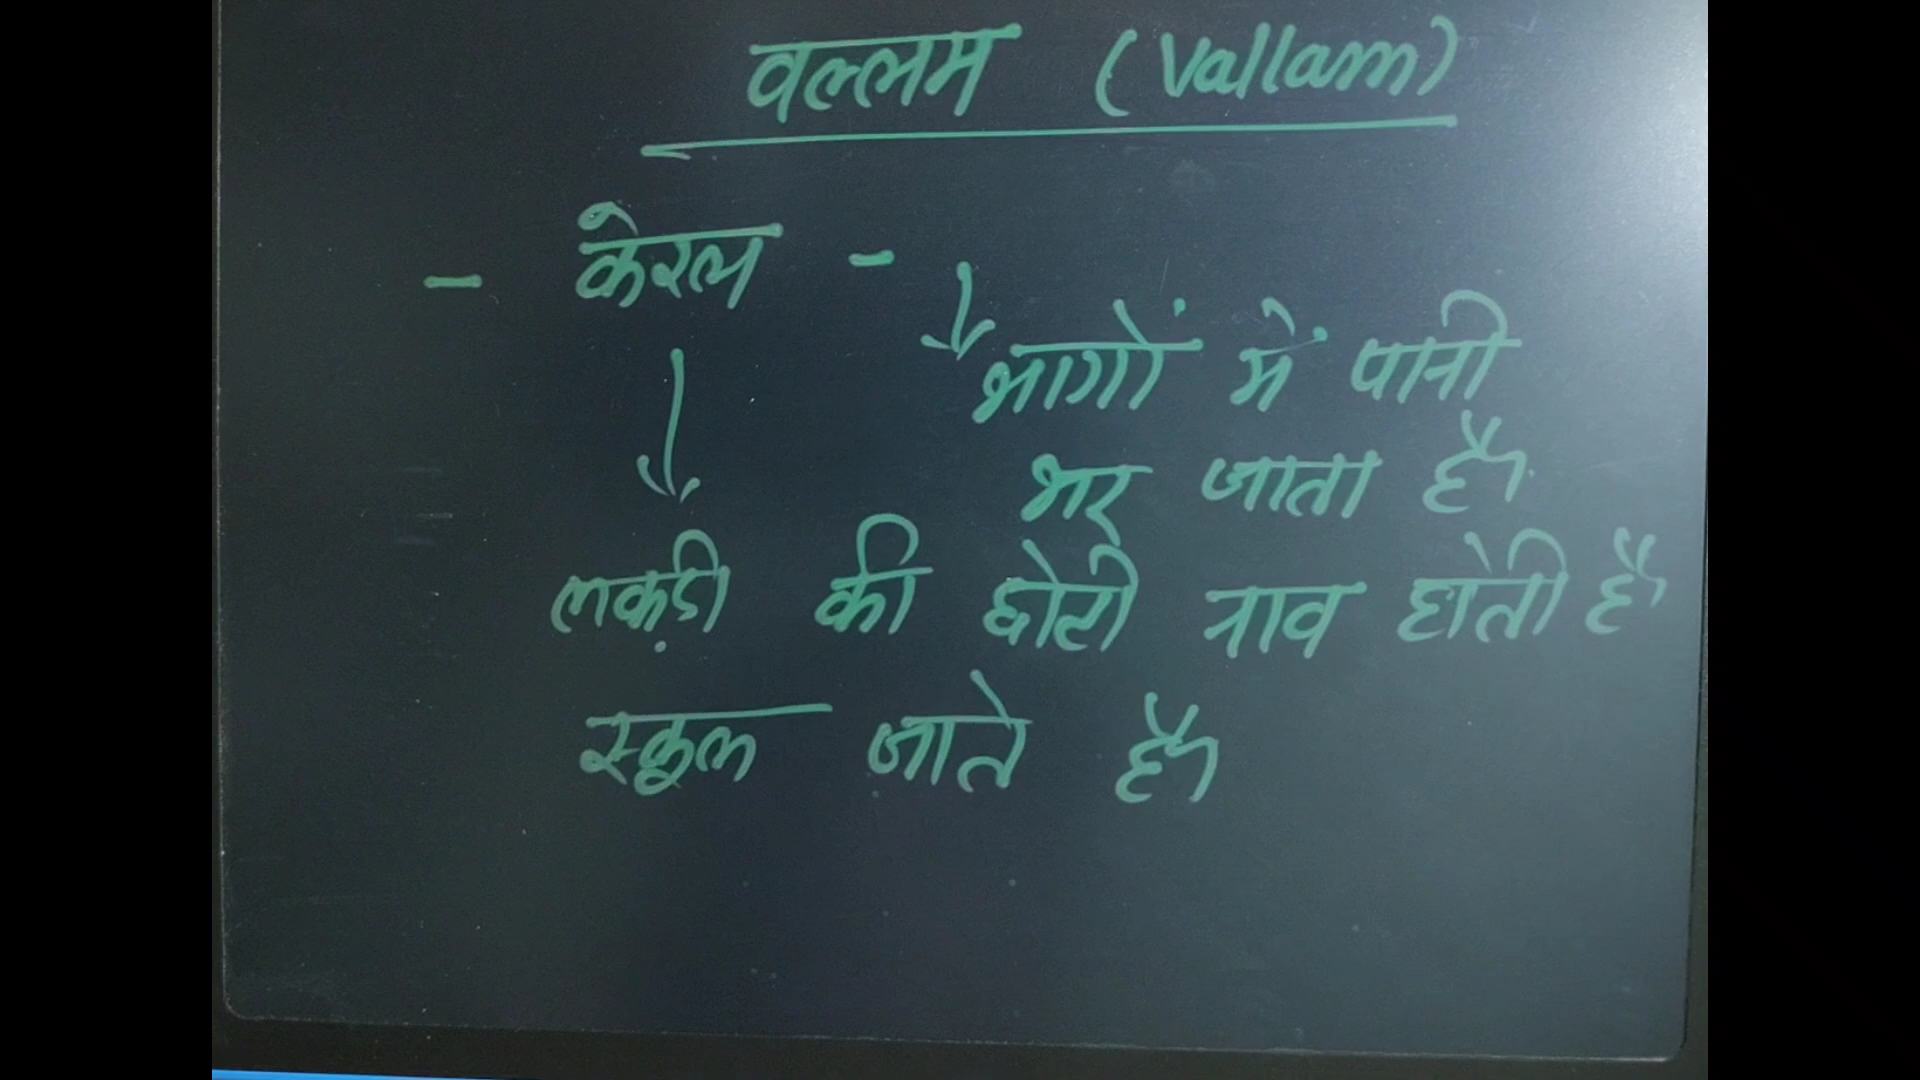 वल्लम (Vallam)
- केरल -
भागों में पानी
भर जाता है
लकड़ी की छोटी नाव होती है
स्कूल जाते है